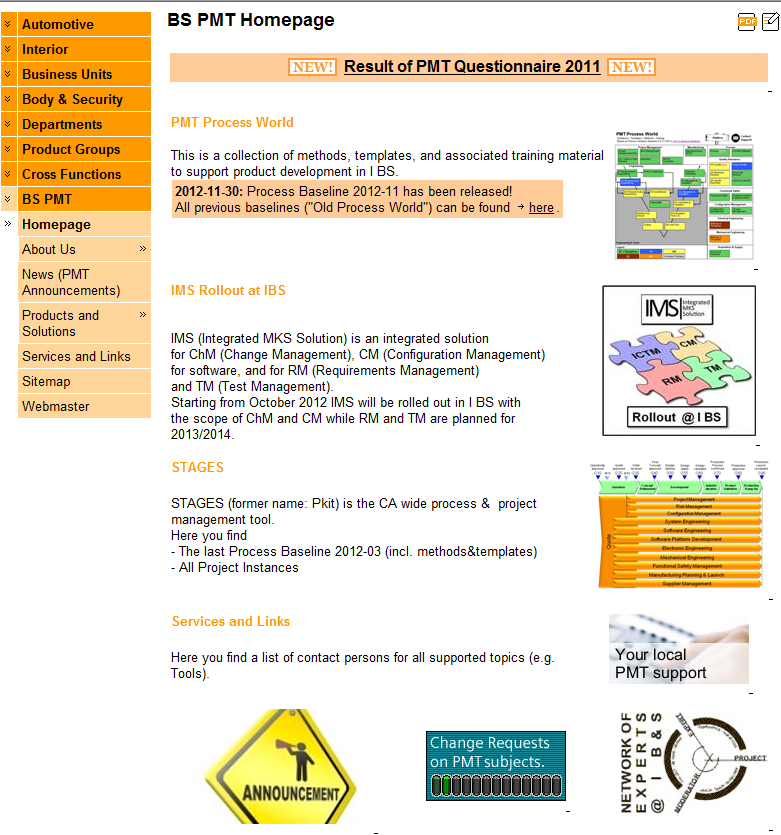 Automotive
Interior
Business Units
Body & Security
Departments
Product Groups
Cross Functions
BS PMT
Homepage
About Us
News (PMT
Announcements)
Products and
Solutions
Services and Links
Sitemap
Webmaster
BS PMT Homepage
PDF
NEW! Result of PMT Questionnaire 2011 NEW!
PMT Process World
This is a collection of methods, templates, and associated training material
to support product development in I BS.
2012-11-30: Process Baseline 2012-11 has been released!
All previous baselines ("Old Process World") can be found → here .
PMT Process World
IMS Rollout at IBS
IMS (Integrated MKS Solution) is an integrated solution
for ChM (Change Management), CM (Configuration Management)
for software, and for RM (Requirements Management)
and TM (Test Management).
Starting from October 2012 IMS will be rolled out in I BS with
the scope of ChM and CM while RM and TM are planned for
2013/2014.
IMS Integrated
MKS
Solution
ICTM
CM
RM
TM
Rollout @ I BS
STAGES
STAGES (former name: Pkit) is the CA wide process & project
management tool.
Here you find
- The last Process Baseline 2012-03 (incl. methods&templates)
- All Project Instances
Quote
Project Management
Risk Management
Configuration Management
System Engineering
Software Engineering
Software Platform Development
Electronic Engineering
Mechanical Engineering
Functional Safety Management
Manufacturing Planning & Launch
Supplier Management
Services and Links
Here you find a list of contact persons for all supported topics (e.g.
Tools).
Your local
PMT support
ANNOUNCEMENT
Change Requests
on PMT subjects.
NETWORK OF
EXPERTS
@ I B&S
EXPERT
PROJECT
MODERATOR